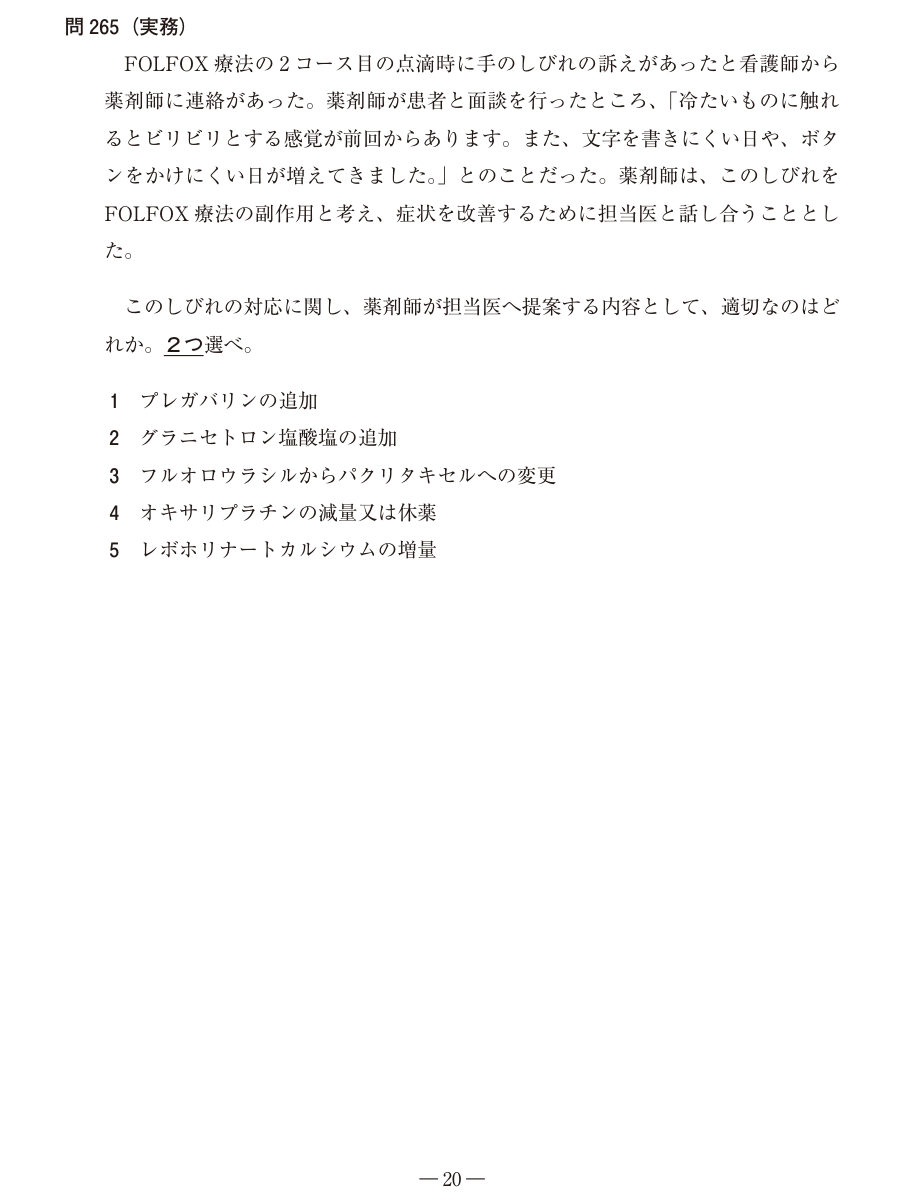 問 265（実務）
FOLFOX 療法の 2 コース目の点滴時に手のしびれの訴えがあったと看護師から
薬剤師に連絡があった。薬剤師が患者と面談を行ったところ、「冷たいものに触れ
るとビリビリとする感覚が前回からあります。また、文字を書きにくい日や、ボタ
ンをかけにくい日が増えてきました。」とのことだった。薬剤師は、このしびれを
FOLFOX 療法の副作用と考え、症状を改善するために担当医と話し合うこととし
た。
このしびれの対応に関し、薬剤師が担当医へ提案する内容として、適切なのはど
れか。２つ選べ。
1 プレガバリンの追加
2 グラニセトロン塩酸塩の追加
3 フルオロウラシルからパクリタキセルへの変更
4 オキサリプラチンの減量又は休薬
5 レボホリナートカルシウムの増量
— 20 —